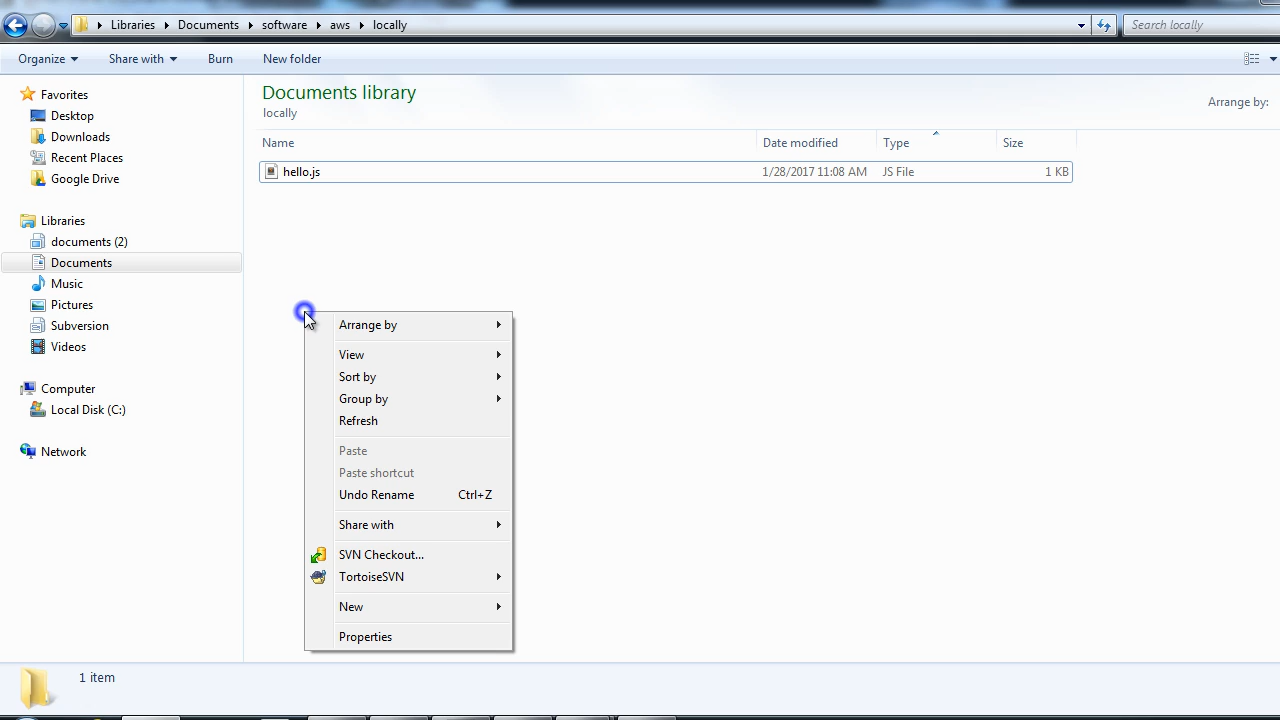 Libraries Documents software aws locally Search locally
Organize Share with Burn New folder
Favorites
Desktop
Downloads
Recent Places
Google Drive
Libraries
documents (2)
Documents
Music
Pictures
Subversion
Videos
Computer
Local Disk (C:)
Network
Documents library
locally
Arrange by:
Name Date modified Type Size
hello.js 1/28/2017 11:08 AM JS File 1 KB
Arrange by
View
Sort by
Group by
Refresh
Paste
Paste shortcut
Undo Rename Ctrl+Z
Share with
SVN Checkout...
TortoiseSVN
New
Properties
1 item